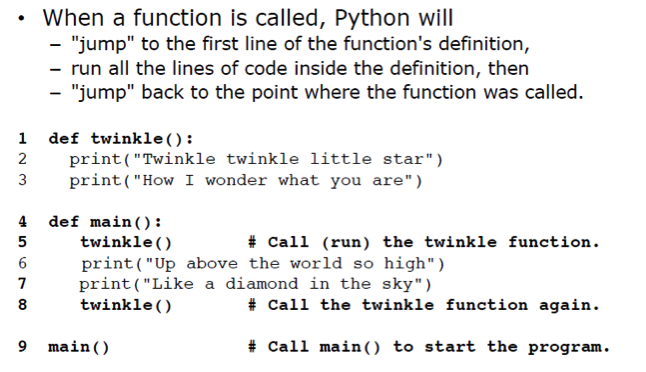 • When a function is called, Python will
– "jump" to the first line of the function's definition,
– run all the lines of code inside the definition, then
– "jump" back to the point where the function was called.
1 def twinkle():
2 print("Twinkle twinkle little star")
3 print("How I wonder what you are")
4 def main():
5 twinkle() # Call (run) the twinkle function.
6 print("Up above the world so high")
7 print("Like a diamond in the sky")
8 twinkle() # Call the twinkle function again.
9 main() # Call main() to start the program.